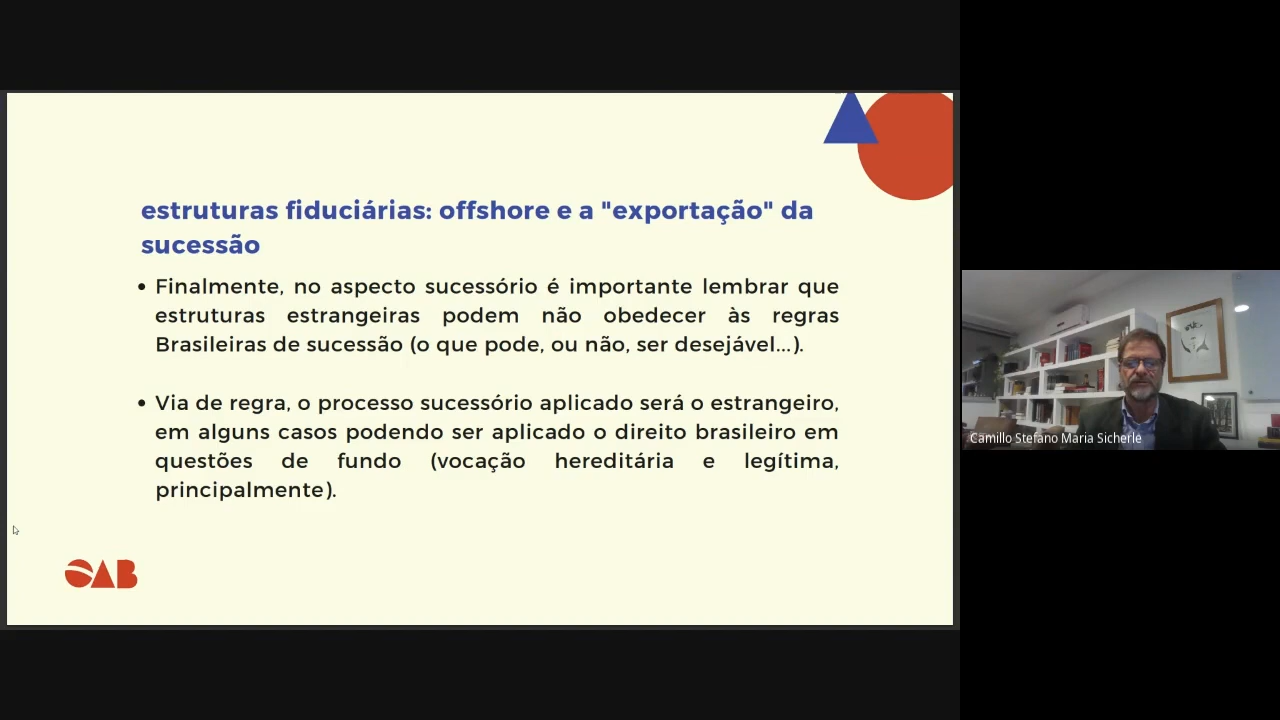 estruturas fiduciárias: offshore e a "exportação" da
sucessão
• Finalmente, no aspecto sucessório é importante lembrar que
estruturas estrangeiras podem não obedecer às regras
Brasileiras de sucessão (o que pode, ou não, ser desejável...).
• Via de regra, o processo sucessório aplicado será o estrangeiro,
em alguns casos podendo ser aplicado o direito brasileiro em
questões de fundo (vocação hereditária e legítima,
principalmente).
OAB
Camillo Stefano Maria Sicherle